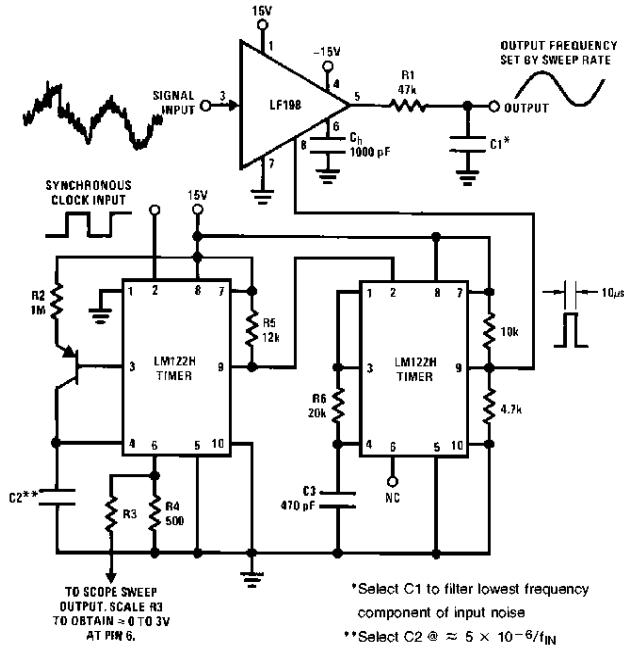 15V
1
-15V
4
OUTPUT FREQUENCY
SET BY SWEEP RATE
SIGNAL
INPUT
3
LF198
5
R1
47k
OUTPUT
6
8
Ch
1000 pF
7
C1*
SYNCHRONOUS
CLOCK INPUT
15V
R2
1M
1
2
8
7
R5
12k
LM122H
TIMER
3
9
4
6
5
10
C2**
R3
R4
500
1
2
8
7
10k
10µs
LM122H
TIMER
3
9
R6
20k
4.7k
4
6
5
10
C3
470 pF
NC
TO SCOPE SWEEP
OUTPUT. SCALE R3
TO OBTAIN ≈ 0 TO 3V
AT PIN 6.
*Select C1 to filter lowest frequency
component of input noise
**Select C2 @ ≈ 5 × 10⁻⁶/fIN